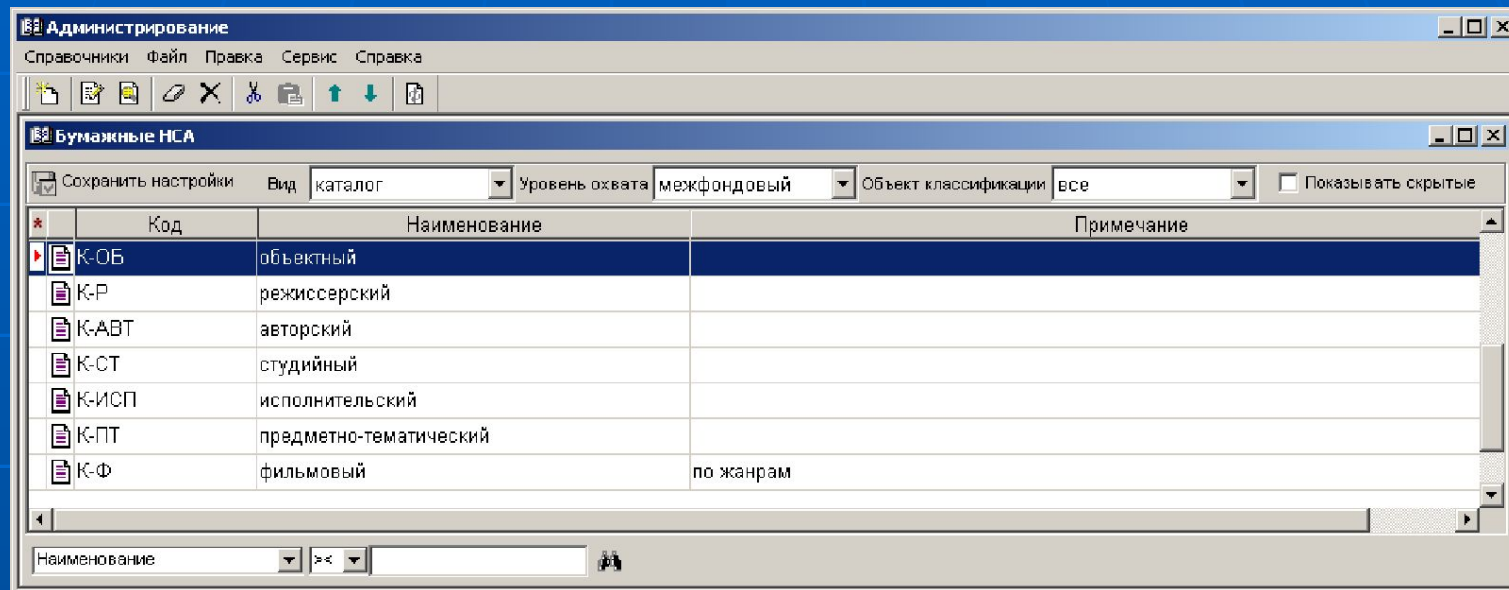 Администрирование
Справочники Файл Правка Сервис Справка
Бумажные НСА
Сохранить настройки Вид каталог Уровень охвата межфондовый Объект классификации все Показывать скрытые
* Код Наименование Примечание
К-ОБ объектный
К-Р режиссерский
К-АВТ авторский
К-СТ студийный
К-ИСП исполнительский
К-ПТ предметно-тематический
К-Ф фильмовый по жанрам
Наименование ><